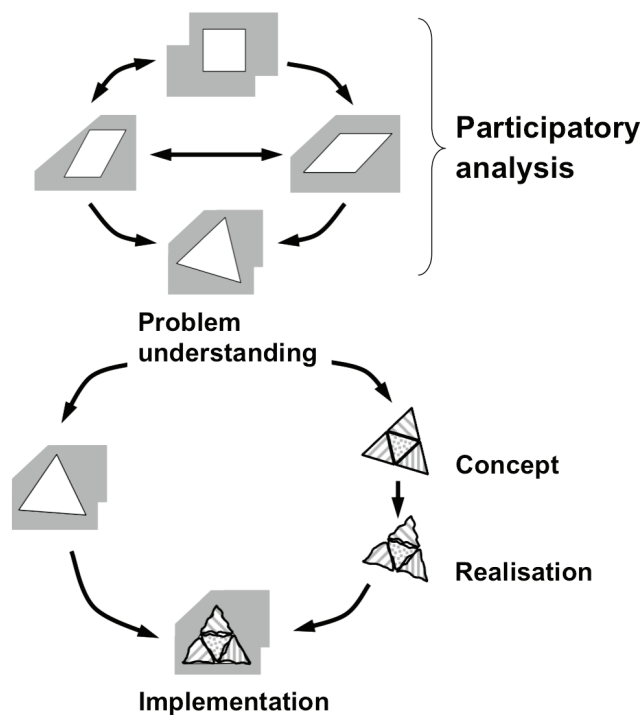 Participatory
analysis
Problem
understanding
Concept
Realisation
Implementation